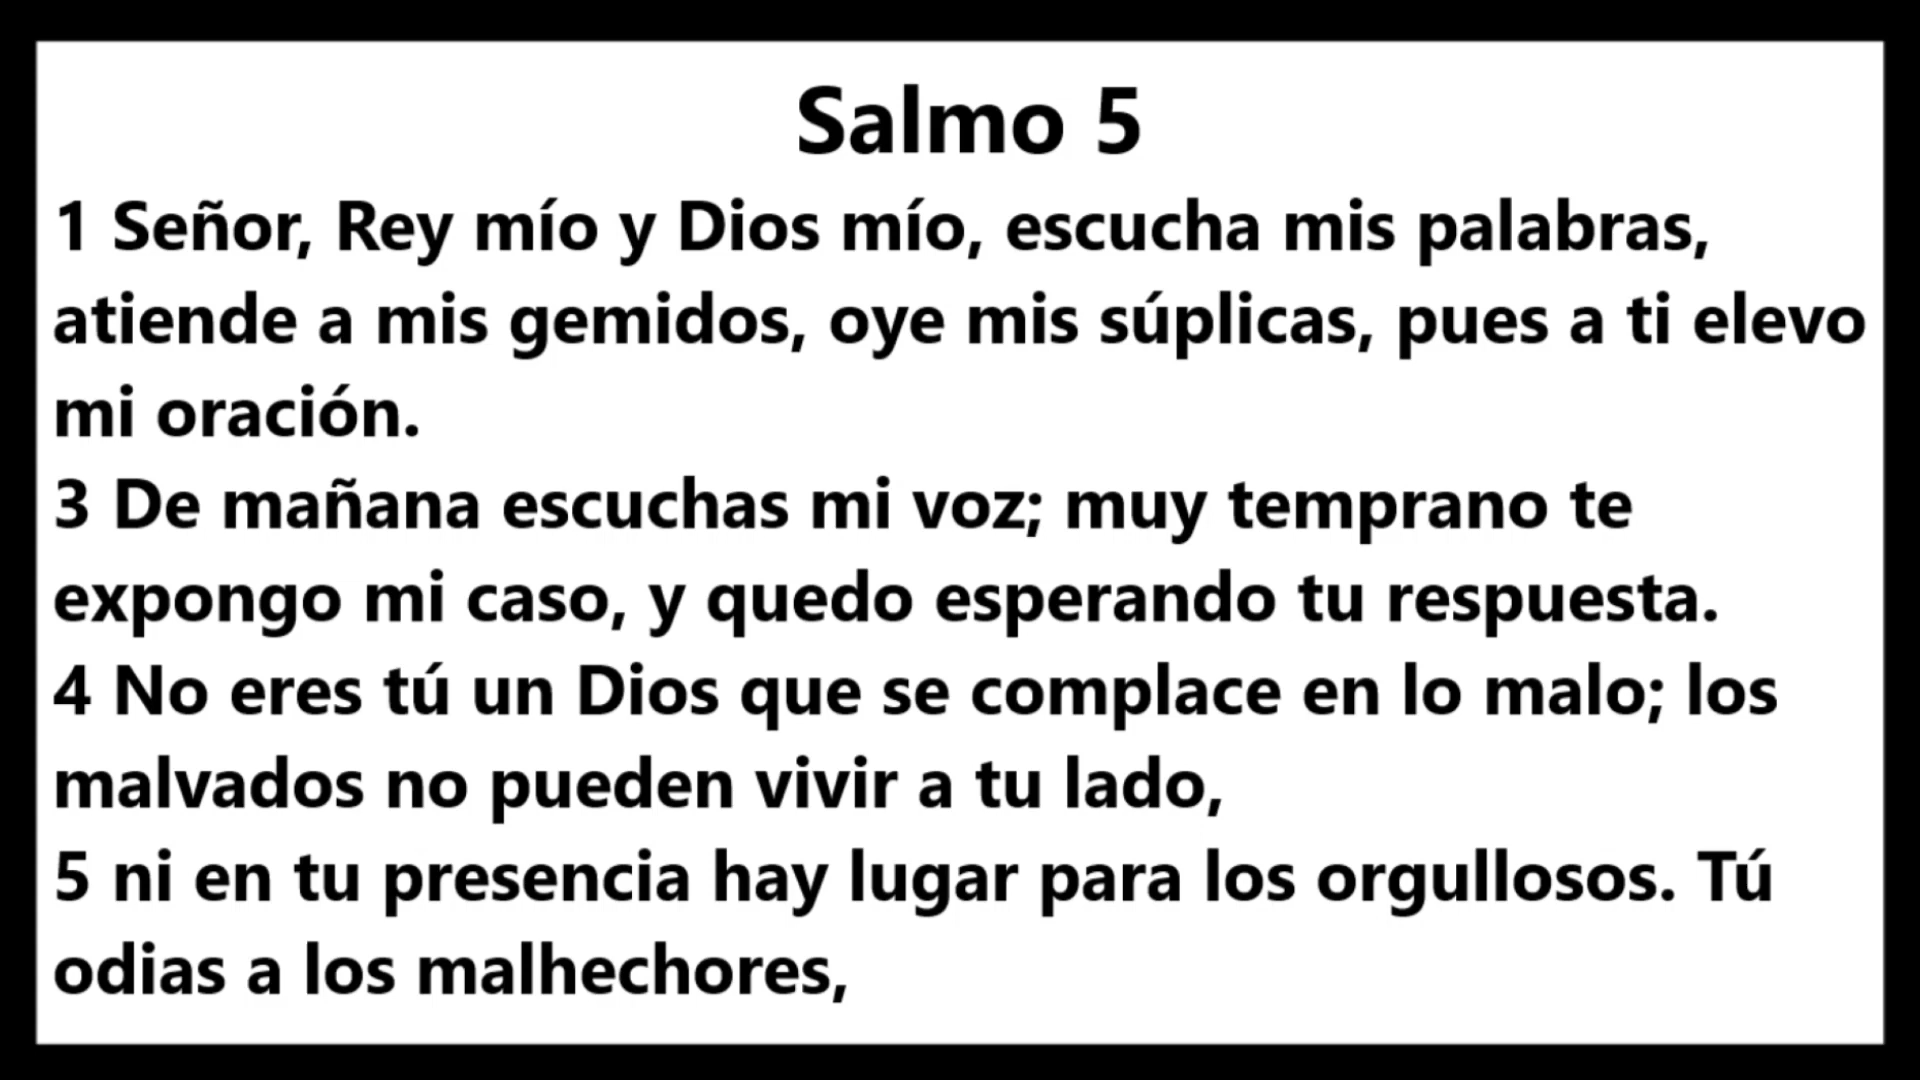 Salmo 5
1 Señor, Rey mío y Dios mío, escucha mis palabras,
atiende a mis gemidos, oye mis súplicas, pues a ti elevo
mi oración.
3 De mañana escuchas mi voz; muy temprano te
expongo mi caso, y quedo esperando tu respuesta.
4 No eres tú un Dios que se complace en lo malo; los
malvados no pueden vivir a tu lado,
5 ni en tu presencia hay lugar para los orgullosos. Tú
odias a los malhechores,